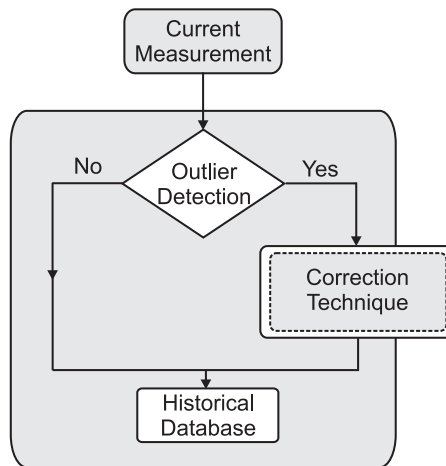 Current
Measurement
No
Outlier
Detection
Yes
Correction
Technique
Historical
Database